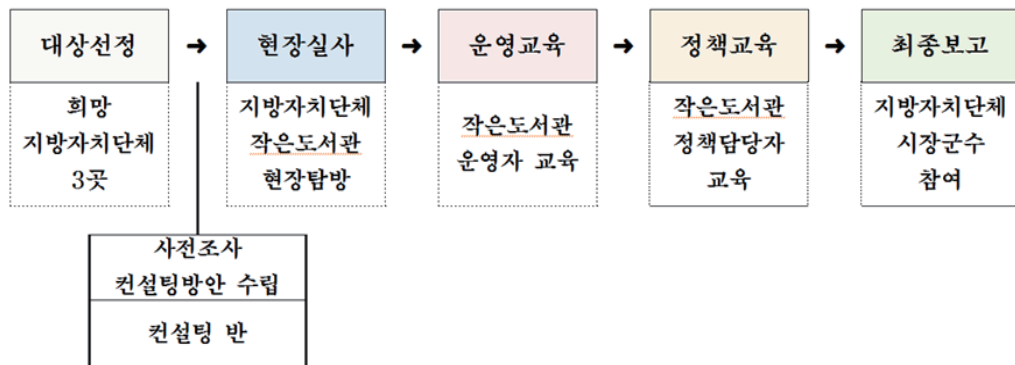 대상선정 → 현장실사 → 운영교육 → 정책교육 → 최종보고
희망
지방자치단체
3곳
지방자치단체
작은도서관
현장탐방
작은도서관
운영자 교육
작은도서관
정책담당자
교육
지방자치단체
시장군수
참여
사전조사
컨설팅방안 수립
컨설팅 반